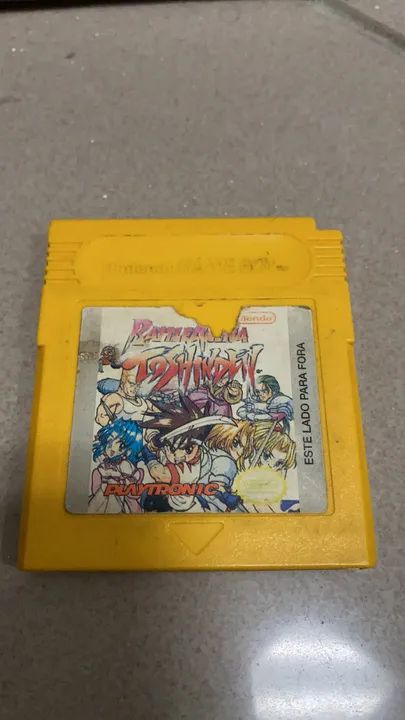 Nintendo GAME BOY
Nintendo
BATTLE ARENA
TOSHINDEN
PLAYTRONIC
ESTE LADO PARA FORA